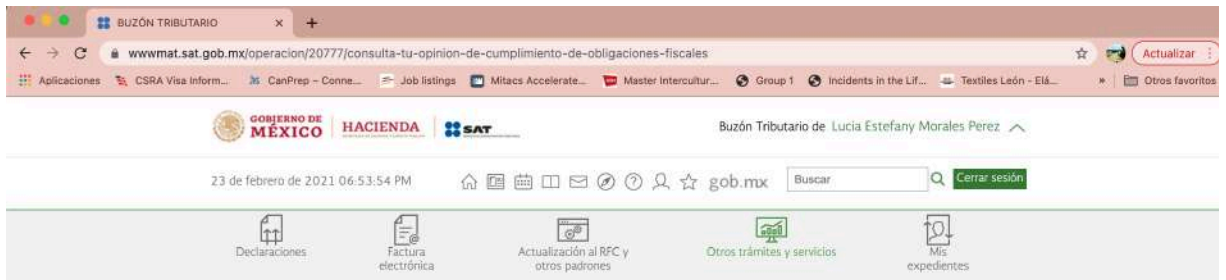 BUZÓN TRIBUTARIO
wwwmat.sat.gob.mx/operacion/20777/consulta-tu-opinion-de-cumplimiento-de-obligaciones-fiscales
Actualizar
Aplicaciones CSRA Visa Inform... CanPrep – Conne... Job listings Mitacs Accelerate... Master Intercultur... Group 1 Incidents in the Lif... Textiles León - Elá... » Otros favoritos
GOBIERNO DE
MÉXICO
HACIENDA
SAT
Buzón Tributario de Lucia Estefany Morales Perez
23 de febrero de 2021 06:53:54 PM gob.mx Buscar Cerrar sesión
Declaraciones
Factura
electrónica
Actualización al RFC y
otros padrones
Otros trámites y servicios
Mis
expedientes